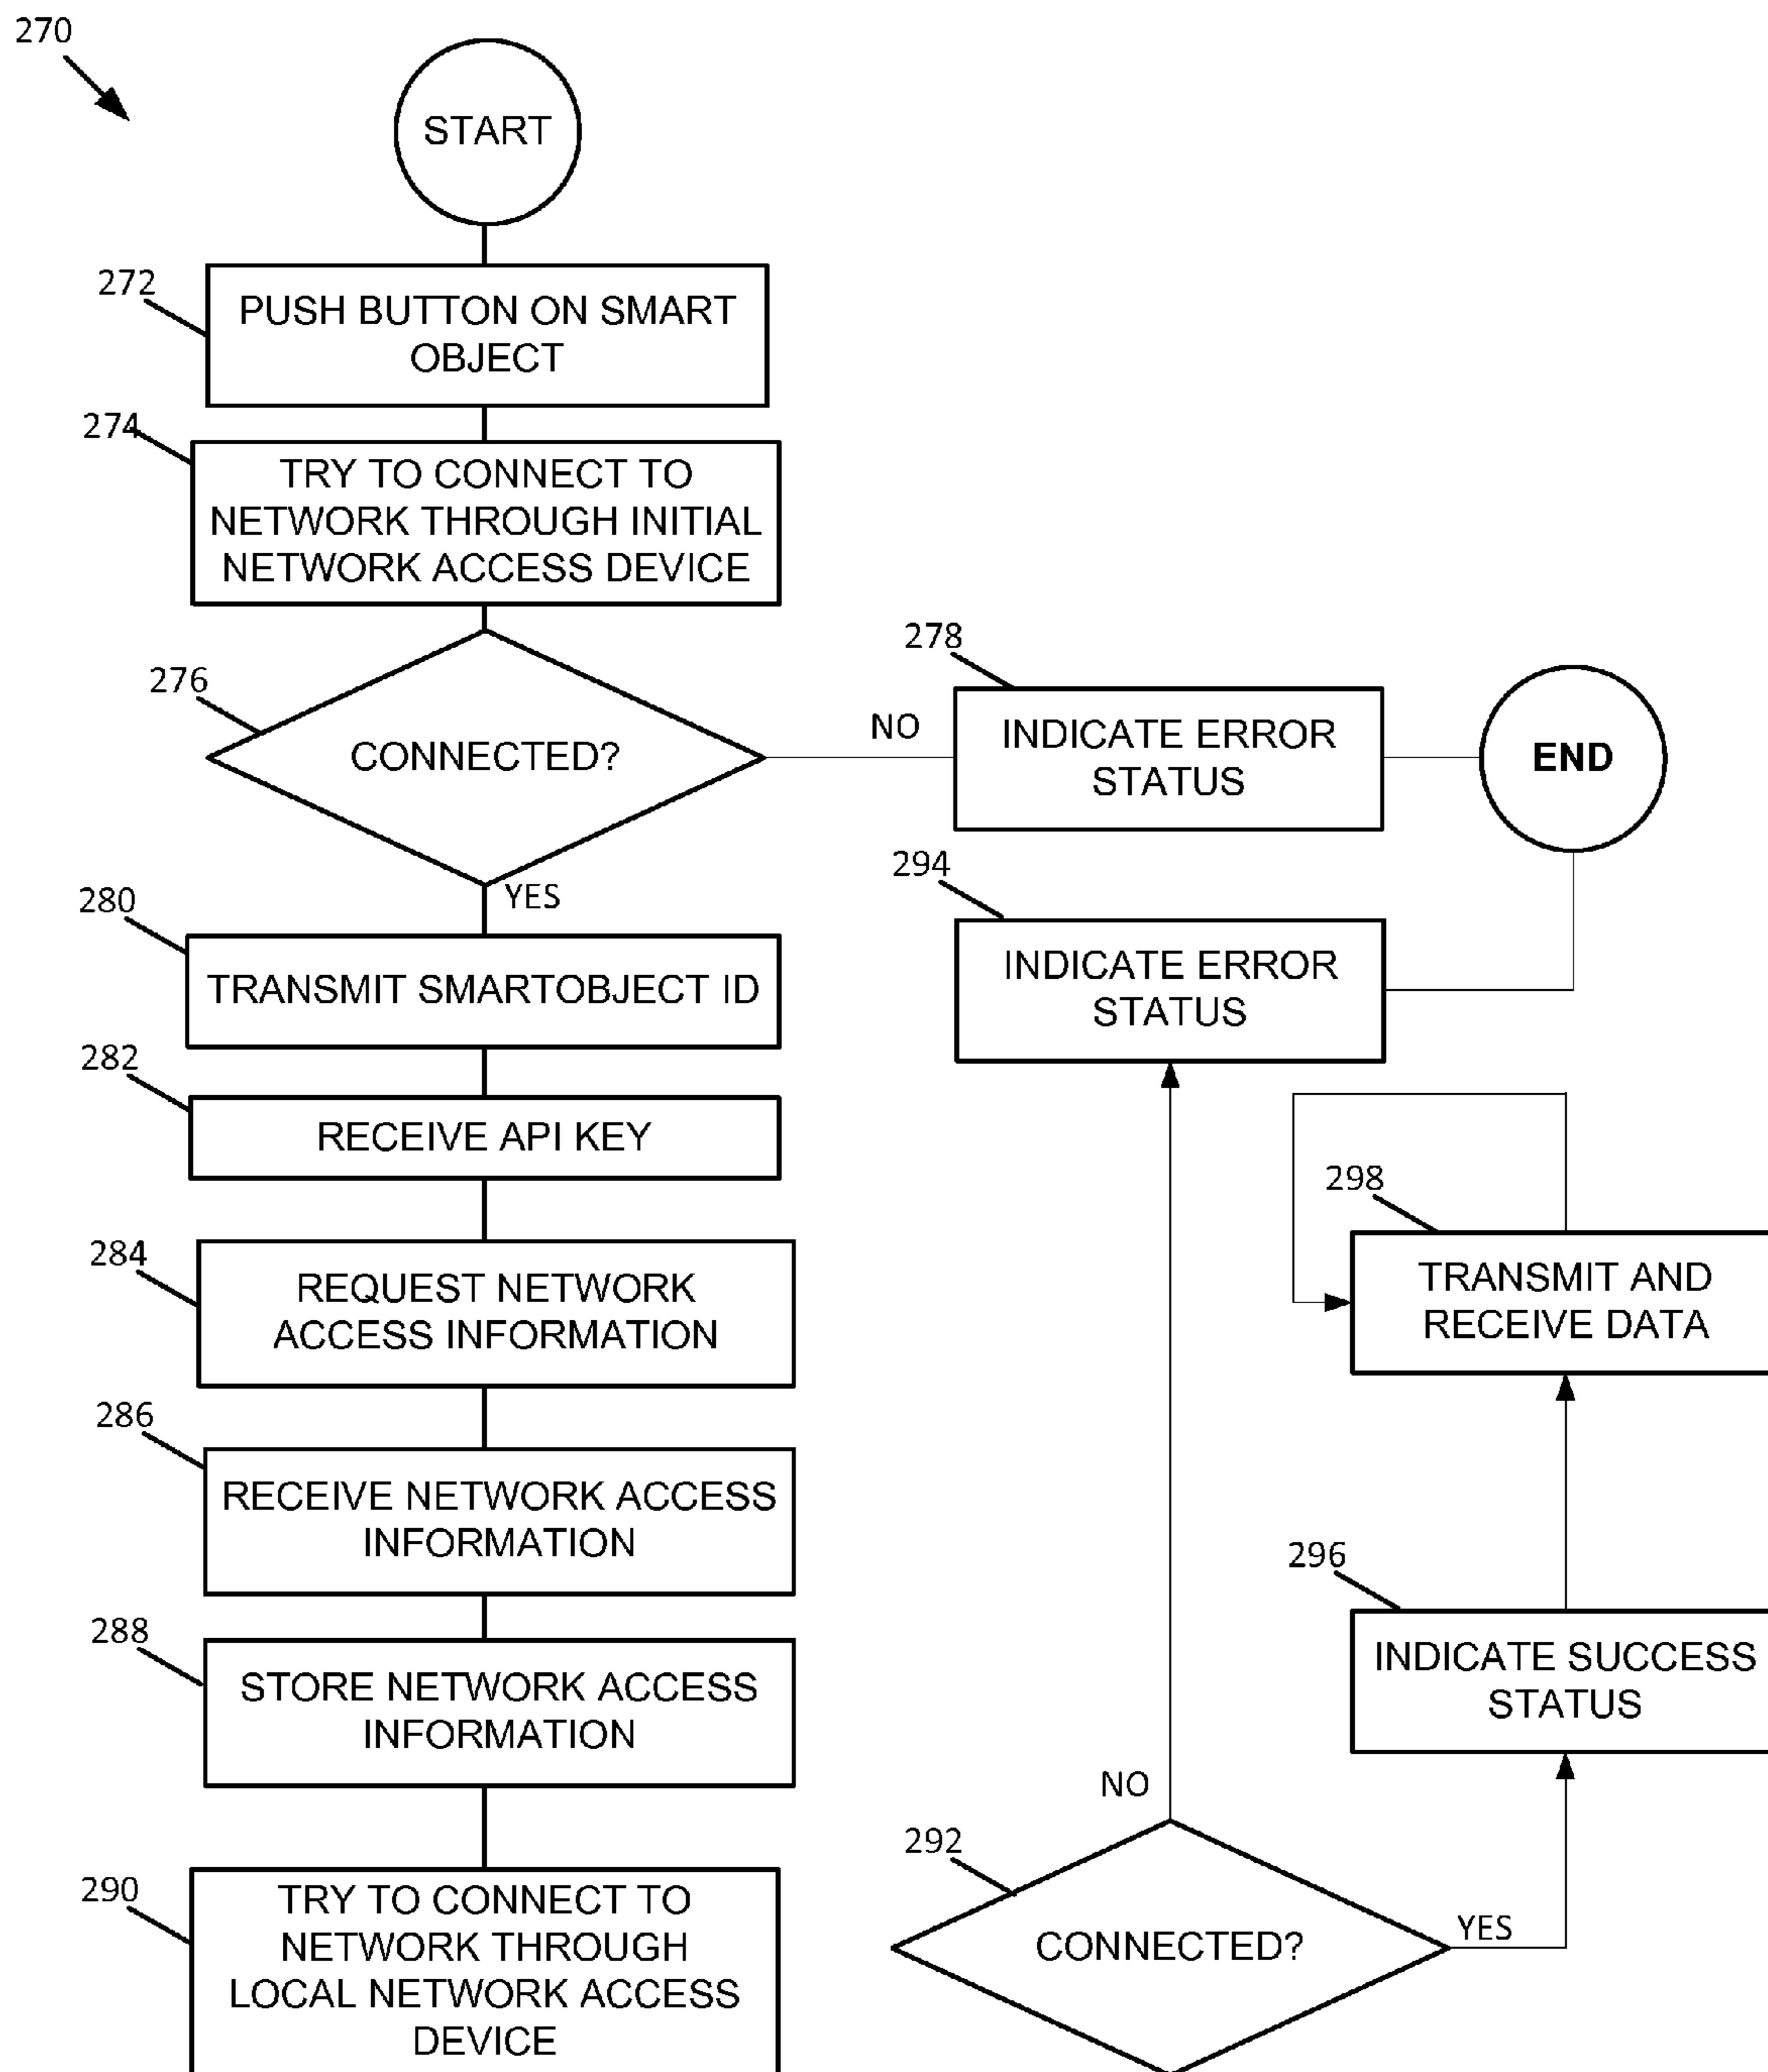 270
START
272
PUSH BUTTON ON SMART
OBJECT
274
TRY TO CONNECT TO
NETWORK THROUGH INITIAL
NETWORK ACCESS DEVICE
276
CONNECTED?
NO
YES
278
INDICATE ERROR
STATUS
END
280
TRANSMIT SMARTOBJECT ID
282
RECEIVE API KEY
284
REQUEST NETWORK
ACCESS INFORMATION
286
RECEIVE NETWORK ACCESS
INFORMATION
288
STORE NETWORK ACCESS
INFORMATION
290
TRY TO CONNECT TO
NETWORK THROUGH
LOCAL NETWORK ACCESS
DEVICE
292
CONNECTED?
NO
YES
294
INDICATE ERROR
STATUS
296
INDICATE SUCCESS
STATUS
298
TRANSMIT AND
RECEIVE DATA